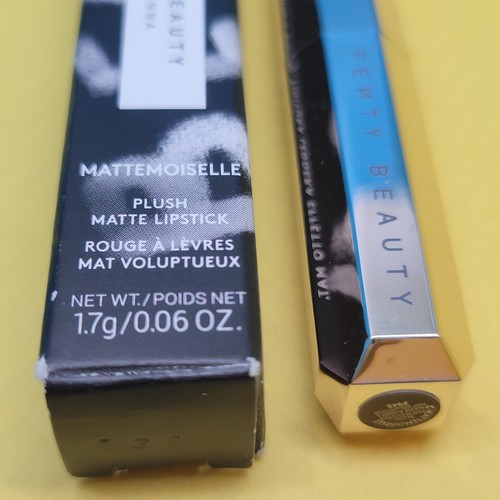 BEAUTY
MATTEMOISELLE
PLUSH
MATTE LIPSTICK
ROUGE À LÈVRES
MAT VOLUPTUEUX
NET WT./POIDS NET
1.7g/0.06 OZ.
FENTY BEAUTY